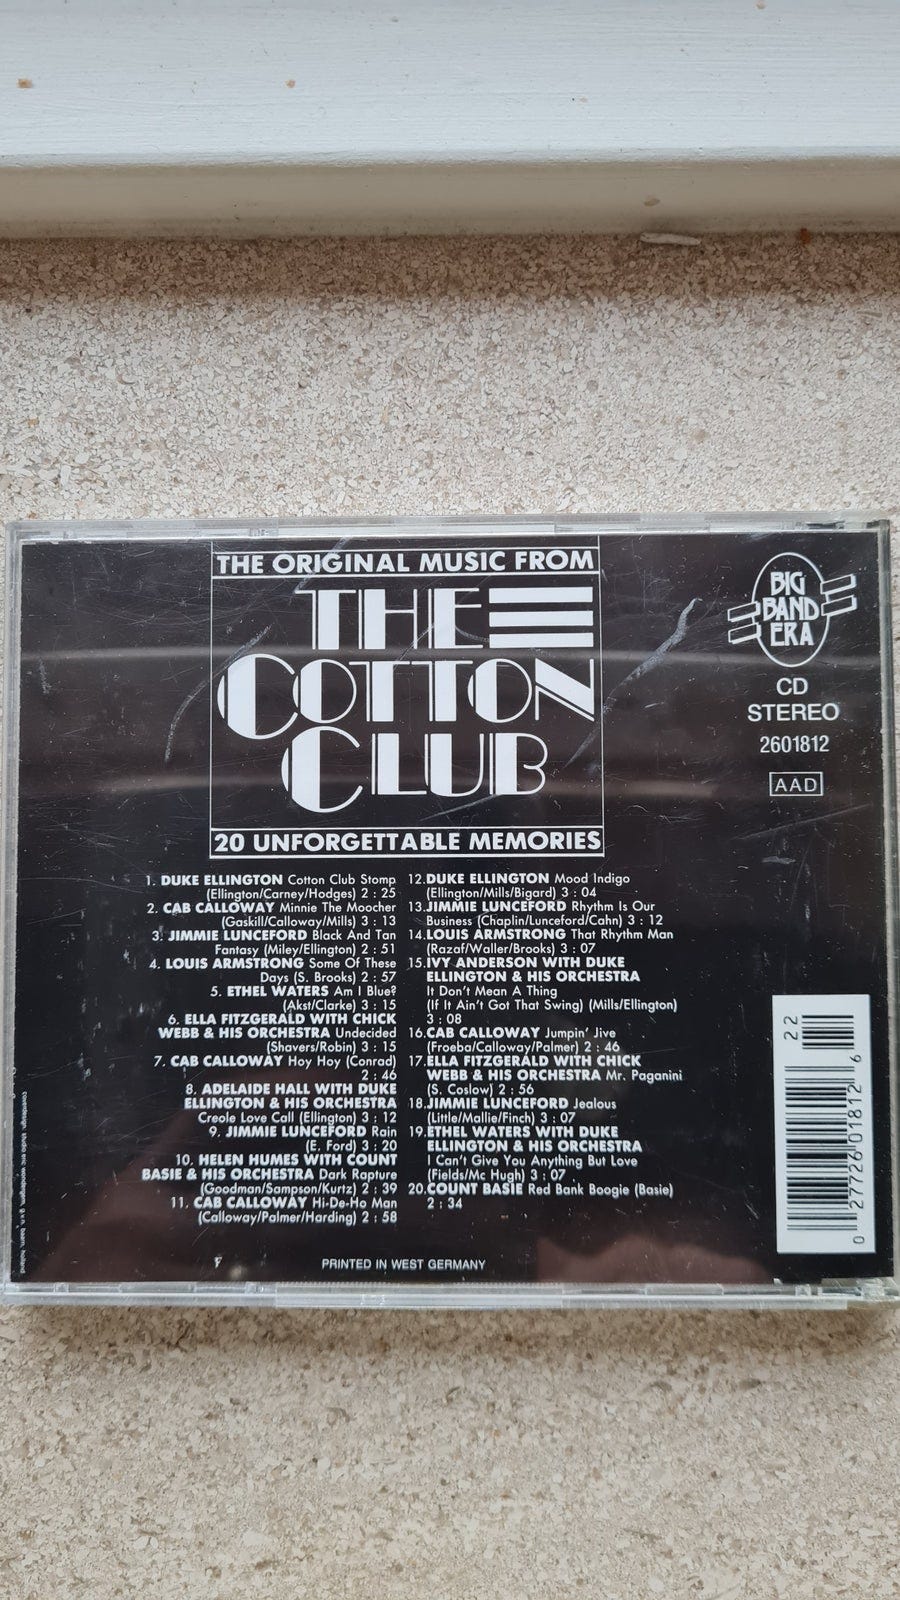 THE ORIGINAL MUSIC FROM
THE
COTTON
CLUB
20 UNFORGETTABLE MEMORIES
BIG
BAND
ERA
CD
STEREO
2601812
AAD
1. DUKE ELLINGTON Cotton Club Stomp
(Ellington/Carney/Hodges) 2 : 25
2. CAB CALLOWAY Minnie The Moocher
(Gaskill/Calloway/Mills) 3 : 13
3. JIMMIE LUNCEFORD Black And Tan
Fantasy (Miley/Ellington) 2 : 51
4. LOUIS ARMSTRONG Some Of These
Days (S. Brooks) 2 : 57
5. ETHEL WATERS Am I Blue?
(Akst/Clarke) 3 : 15
6. ELLA FITZGERALD WITH CHICK
WEBB & HIS ORCHESTRA Undecided
(Shavers/Robin) 3 : 15
7. CAB CALLOWAY Hoy Hoy (Conrad)
2 : 46
8. ADELAIDE HALL WITH DUKE
ELLINGTON & HIS ORCHESTRA
Creole Love Call (Ellington) 3 : 12
9. JIMMIE LUNCEFORD Rain
(E. Ford) 3 : 20
10. HELEN HUMES WITH COUNT
BASIE & HIS ORCHESTRA Dark Rapture
(Goodman/Sampson/Kurtz) 2 : 39
11. CAB CALLOWAY Hi-De-Ho Man
(Calloway/Palmer/Harding) 2 : 58
12. DUKE ELLINGTON Mood Indigo
(Ellington/Mills/Bigard) 3 : 04
13. JIMMIE LUNCEFORD Rhythm Is Our
Business (Chaplin/Lunceford/Cahn) 3 : 12
14. LOUIS ARMSTRONG That Rhythm Man
(Razaf/Waller/Brooks) 3 : 07
15. IVY ANDERSON WITH DUKE
ELLINGTON & HIS ORCHESTRA
It Don't Mean A Thing
(If It Ain't Got That Swing) (Mills/Ellington)
3 : 08
16. CAB CALLOWAY Jumpin' Jive
(Froeba/Calloway/Palmer) 2 : 46
17. ELLA FITZGERALD WITH CHICK
WEBB & HIS ORCHESTRA Mr. Paganini
(S. Coslow) 2 : 56
18. JIMMIE LUNCEFORD Jealous
(Little/Mallie/Finch) 3 : 07
19. ETHEL WATERS WITH DUKE
ELLINGTON & HIS ORCHESTRA
I Can't Give You Anything But Love
(Fields/Mc Hugh) 3 : 07
20. COUNT BASIE Red Bank Boogie (Basie)
2 : 34
PRINTED IN WEST GERMANY
coverdesign: studio eric wondergem, g.v.n. baarn, holland
22
0 27726 01812 6